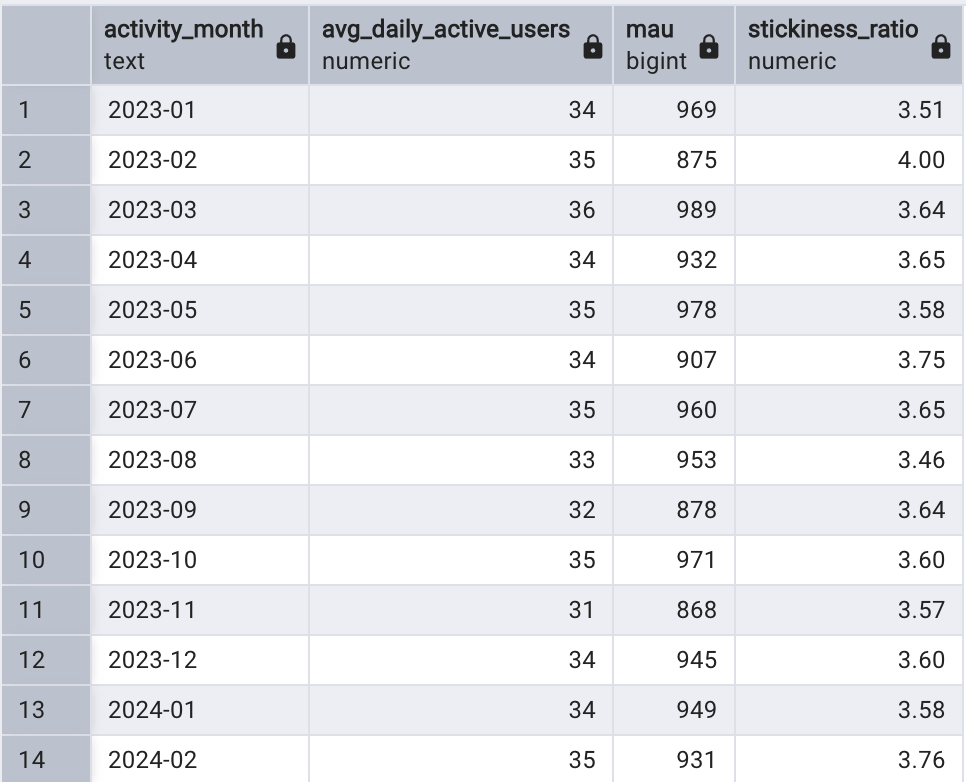 activity_month avg_daily_active_users mau stickiness_ratio
text numeric bigint numeric
1 2023-01 34 969 3.51
2 2023-02 35 875 4.00
3 2023-03 36 989 3.64
4 2023-04 34 932 3.65
5 2023-05 35 978 3.58
6 2023-06 34 907 3.75
7 2023-07 35 960 3.65
8 2023-08 33 953 3.46
9 2023-09 32 878 3.64
10 2023-10 35 971 3.60
11 2023-11 31 868 3.57
12 2023-12 34 945 3.60
13 2024-01 34 949 3.58
14 2024-02 35 931 3.76